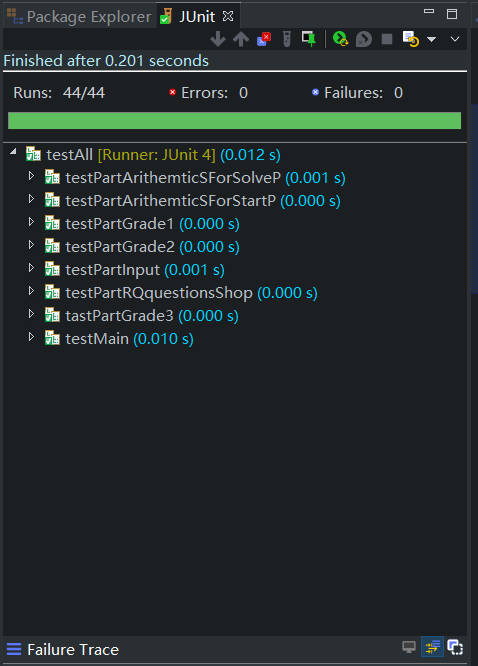 Package Explorer JUnit
Finished after 0.201 seconds
Runs: 44/44 Errors: 0 Failures: 0
testAll [Runner: JUnit 4] (0.012 s)
testPartArithemticSForSolveP (0.001 s)
testPartArithemticSForStartP (0.000 s)
testPartGrade1 (0.000 s)
testPartGrade2 (0.000 s)
testPartInput (0.001 s)
testPartRQquestionsShop (0.000 s)
tastPartGrade3 (0.000 s)
testMain (0.010 s)
Failure Trace